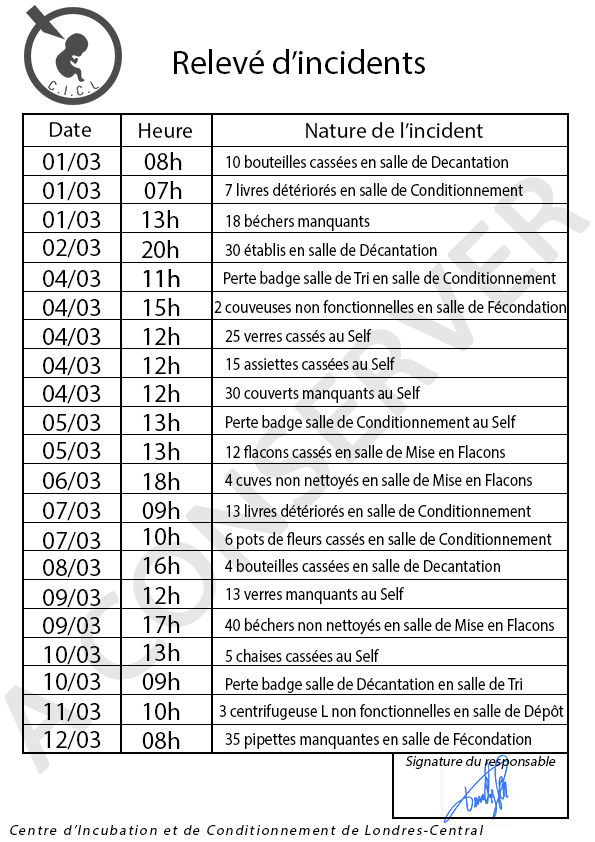 C.I.C.L
Relevé d'incidents
Date Heure Nature de l'incident
01/03 08h 10 bouteilles cassées en salle de Decantation
01/03 07h 7 livres détériorés en salle de Conditionnement
01/03 13h 18 béchers manquants
02/03 20h 30 établis en salle de Décantation
04/03 11h Perte badge salle de Tri en salle de Conditionnement
04/03 15h 2 couveuses non fonctionnelles en salle de Fécondation
04/03 12h 25 verres cassés au Self
04/03 12h 15 assiettes cassées au Self
04/03 12h 30 couverts manquants au Self
05/03 13h Perte badge salle de Conditionnement au Self
05/03 13h 12 flacons cassés en salle de Mise en Flacons
06/03 18h 4 cuves non nettoyés en salle de Mise en Flacons
07/03 09h 13 livres détériorés en salle de Conditionnement
07/03 10h 6 pots de fleurs cassés en salle de Conditionnement
08/03 16h 4 bouteilles cassées en salle de Decantation
09/03 12h 13 verres manquants au Self
09/03 17h 40 béchers non nettoyés en salle de Mise en Flacons
10/03 13h 5 chaises cassées au Self
10/03 09h Perte badge salle de Décantation en salle de Tri
11/03 10h 3 centrifugeuse L non fonctionnelles en salle de Dépôt
12/03 08h 35 pipettes manquantes en salle de Fécondation
A CONSERVER
Signature du responsable
Centre d'Incubation et de Conditionnement de Londres-Central